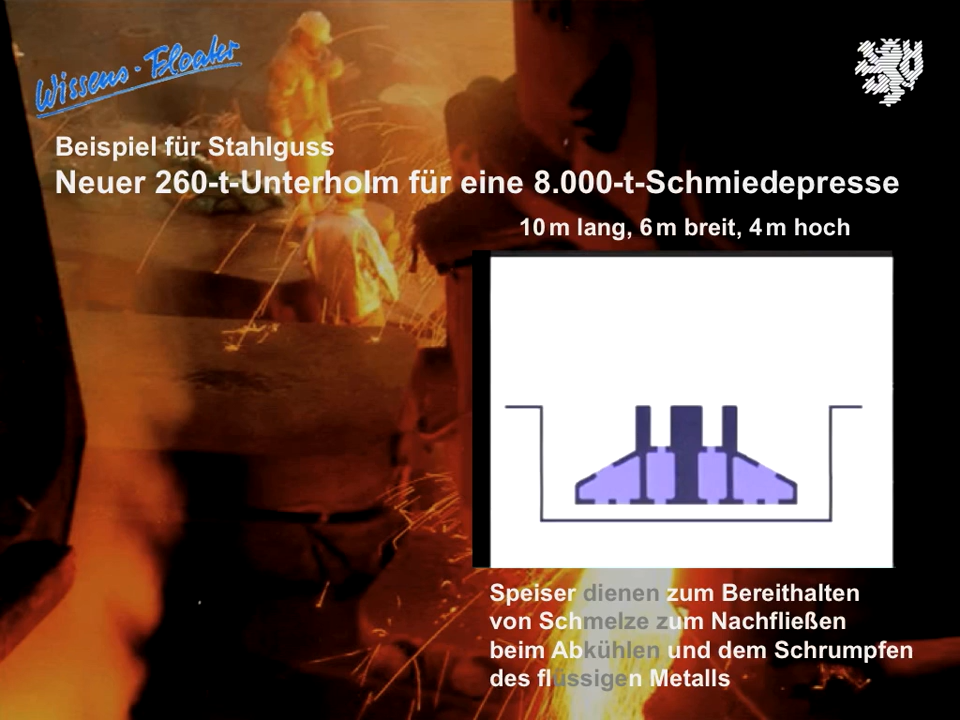 Wissens-Floater
Beispiel für Stahlguss
Neuer 260-t-Unterholm für eine 8.000-t-Schmiedepresse
10 m lang, 6 m breit, 4 m hoch
Speiser dienen zum Bereithalten
von Schmelze zum Nachfließen
beim Abkühlen und dem Schrumpfen
des flüssigen Metalls